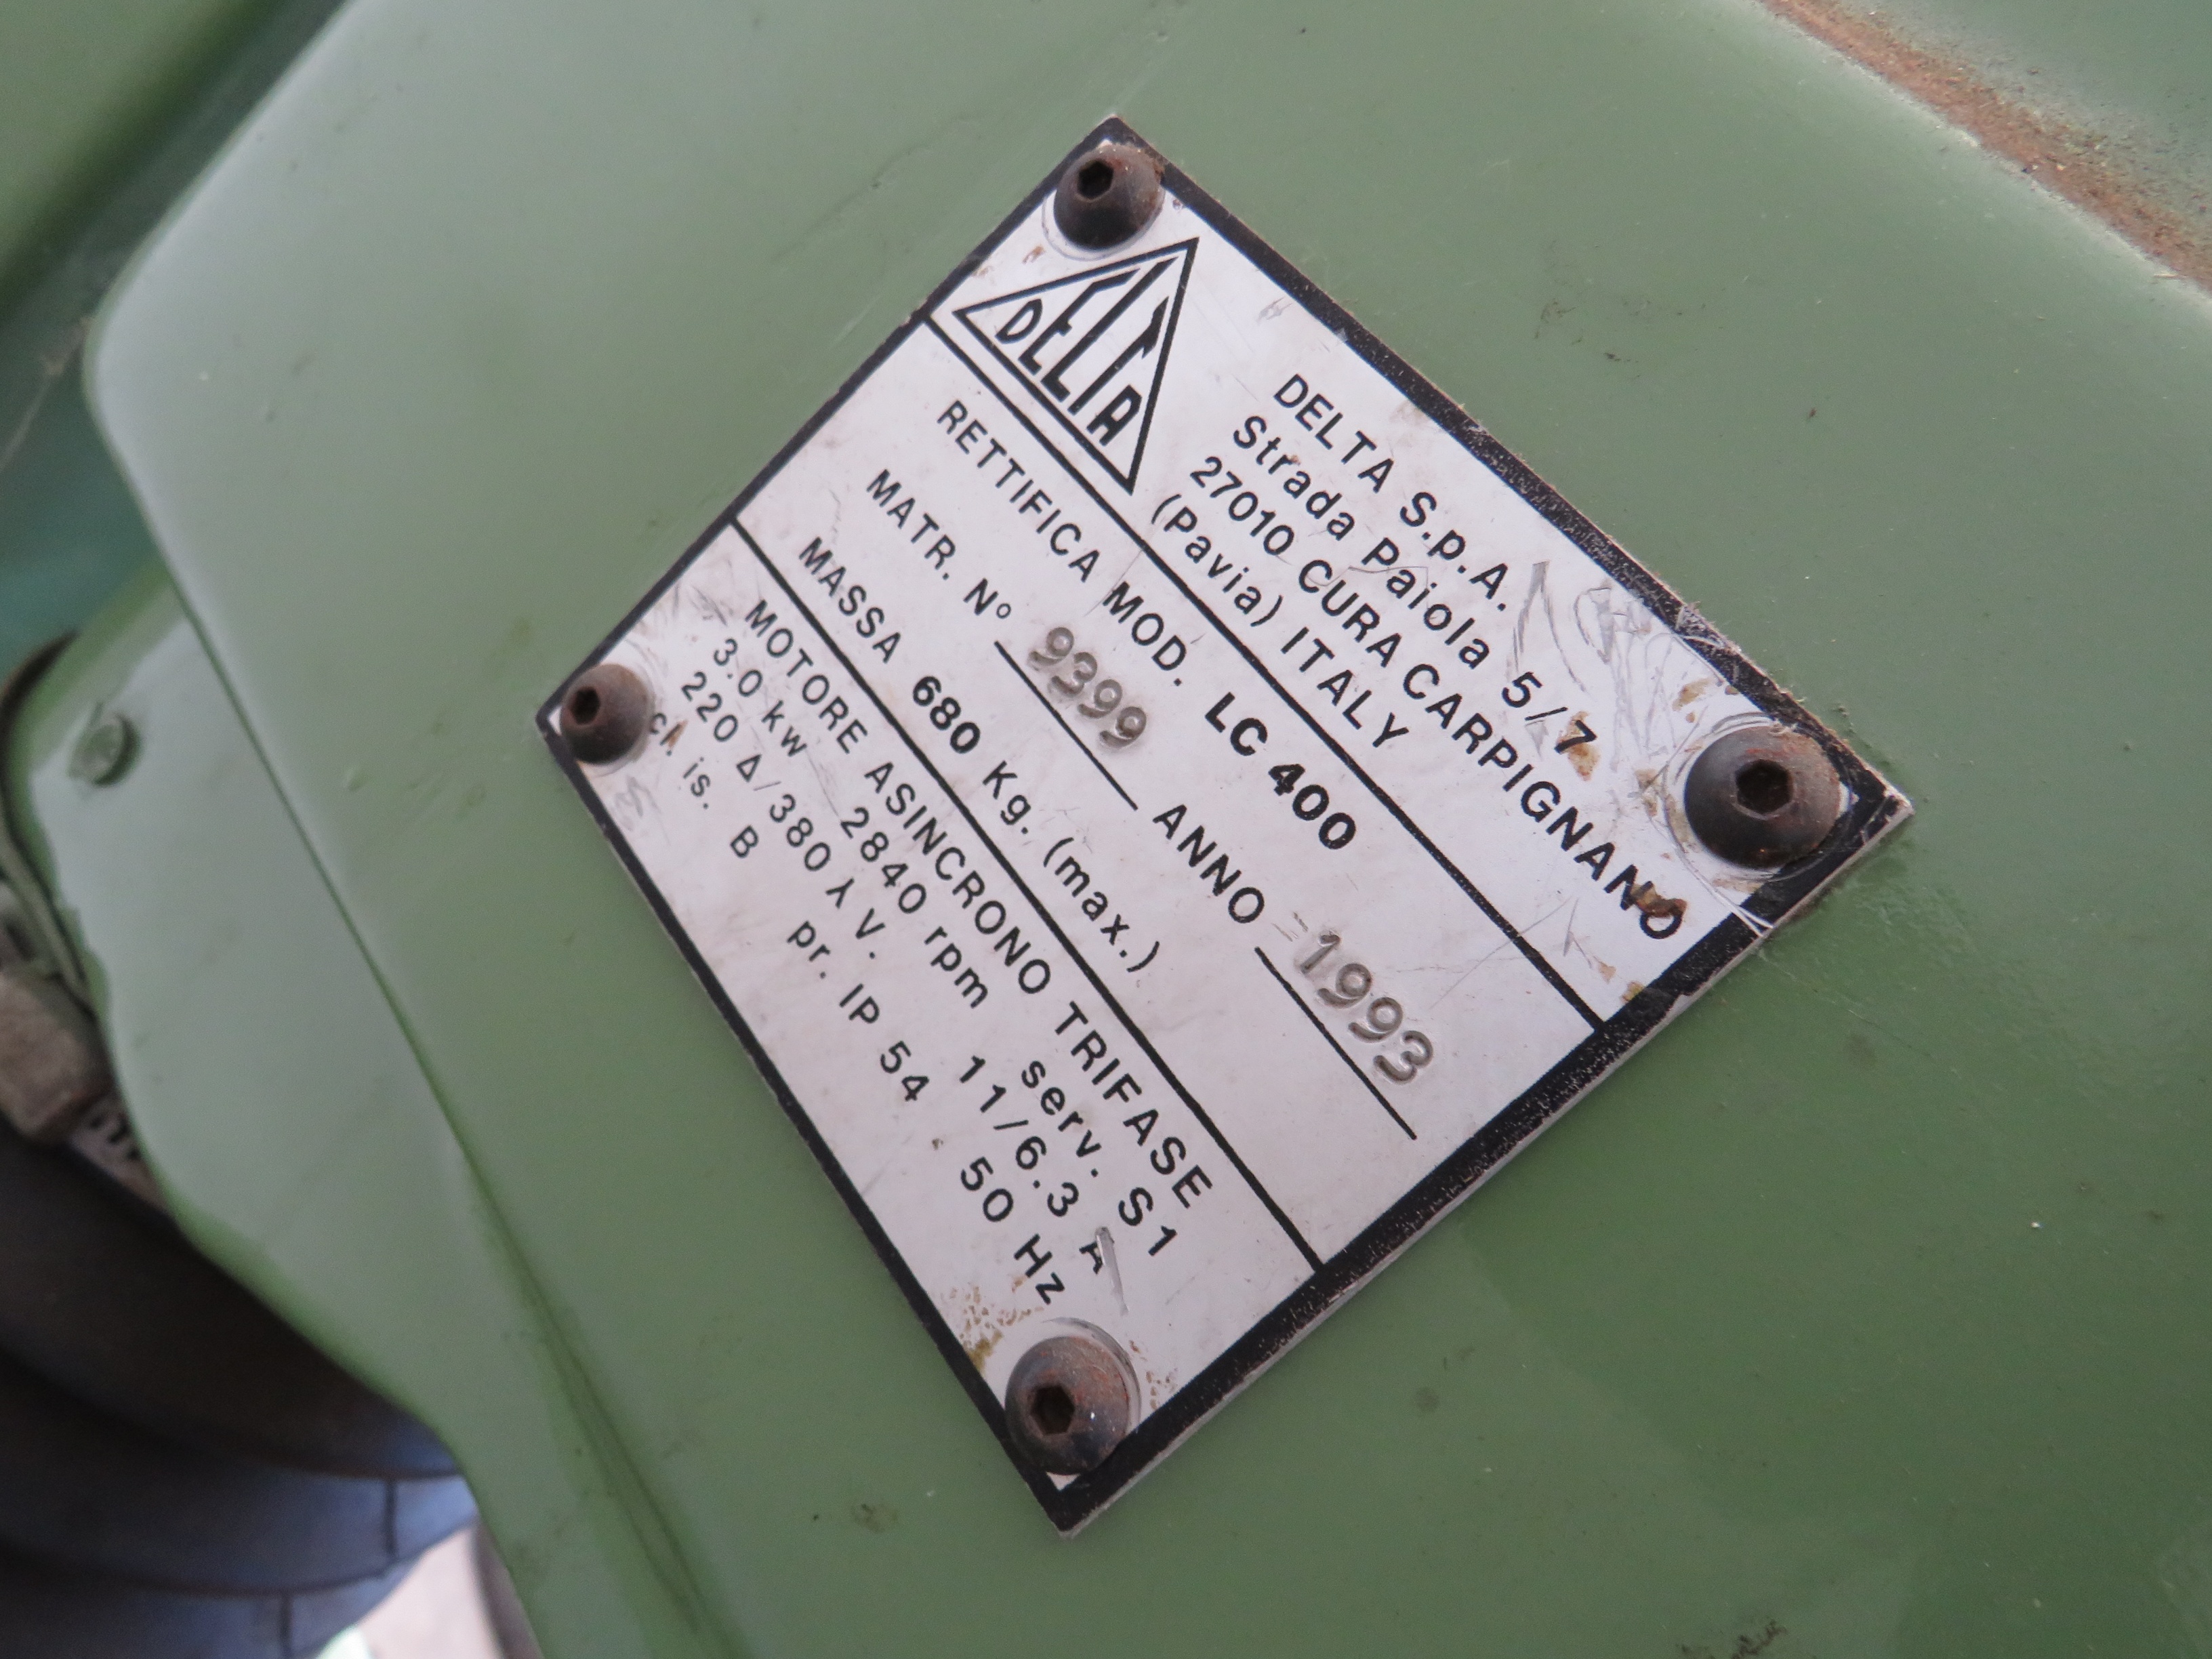 DELTA
DELTA S.p.A.
Strada Paiola 5/7
27010 CURA CARPIGNANO
(Pavia) ITALY
RETTIFICA MOD. LC 400
MATR. N° 9399 ANNO 1993
MASSA 680 Kg. (max.)
MOTORE ASINCRONO TRIFASE
3.0 kw 2840 rpm serv. S1
220 Δ/380 ⅄ V. 11/6.3 A
cl. is. B pr. IP 54 50 Hz